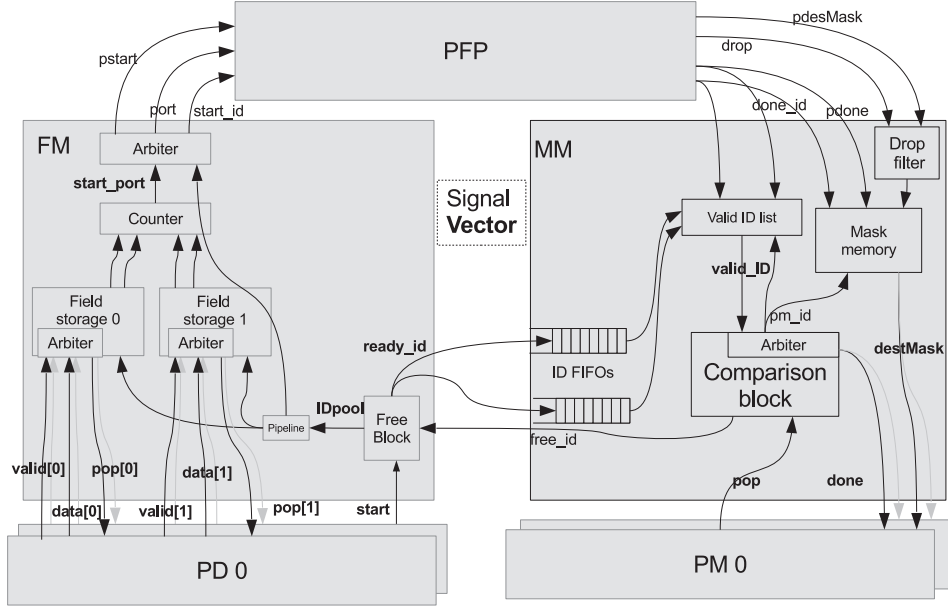 pdesMask
drop
PFP
pstart
port
start_id
done_id
pdone
FM
MM
Arbiter
Drop
filter
start_port
Signal
Vector
Counter
Valid ID list
Mask
memory
valid_ID
Field
storage 0
Field
storage 1
Arbiter
Arbiter
pm_id
ready_id
Arbiter
destMask
ID FIFOs
Comparison
block
IDpool
Free
Block
Pipeline
free_id
valid[0]
pop[0]
data[1]
pop
done
data[0]
valid[1]
pop[1]
start
PD 0
PM 0